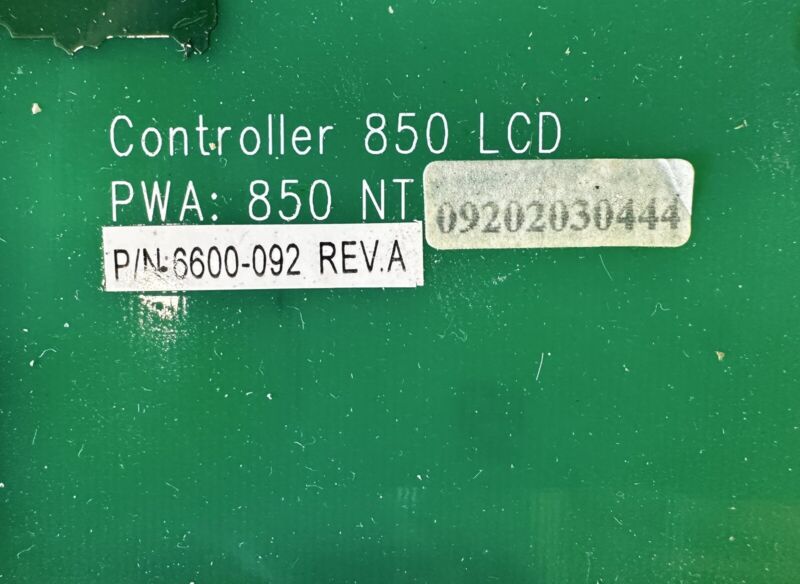 Controller 850 LCD
PWA: 850 NT
09202030444
P/N:6600-092 REV.A